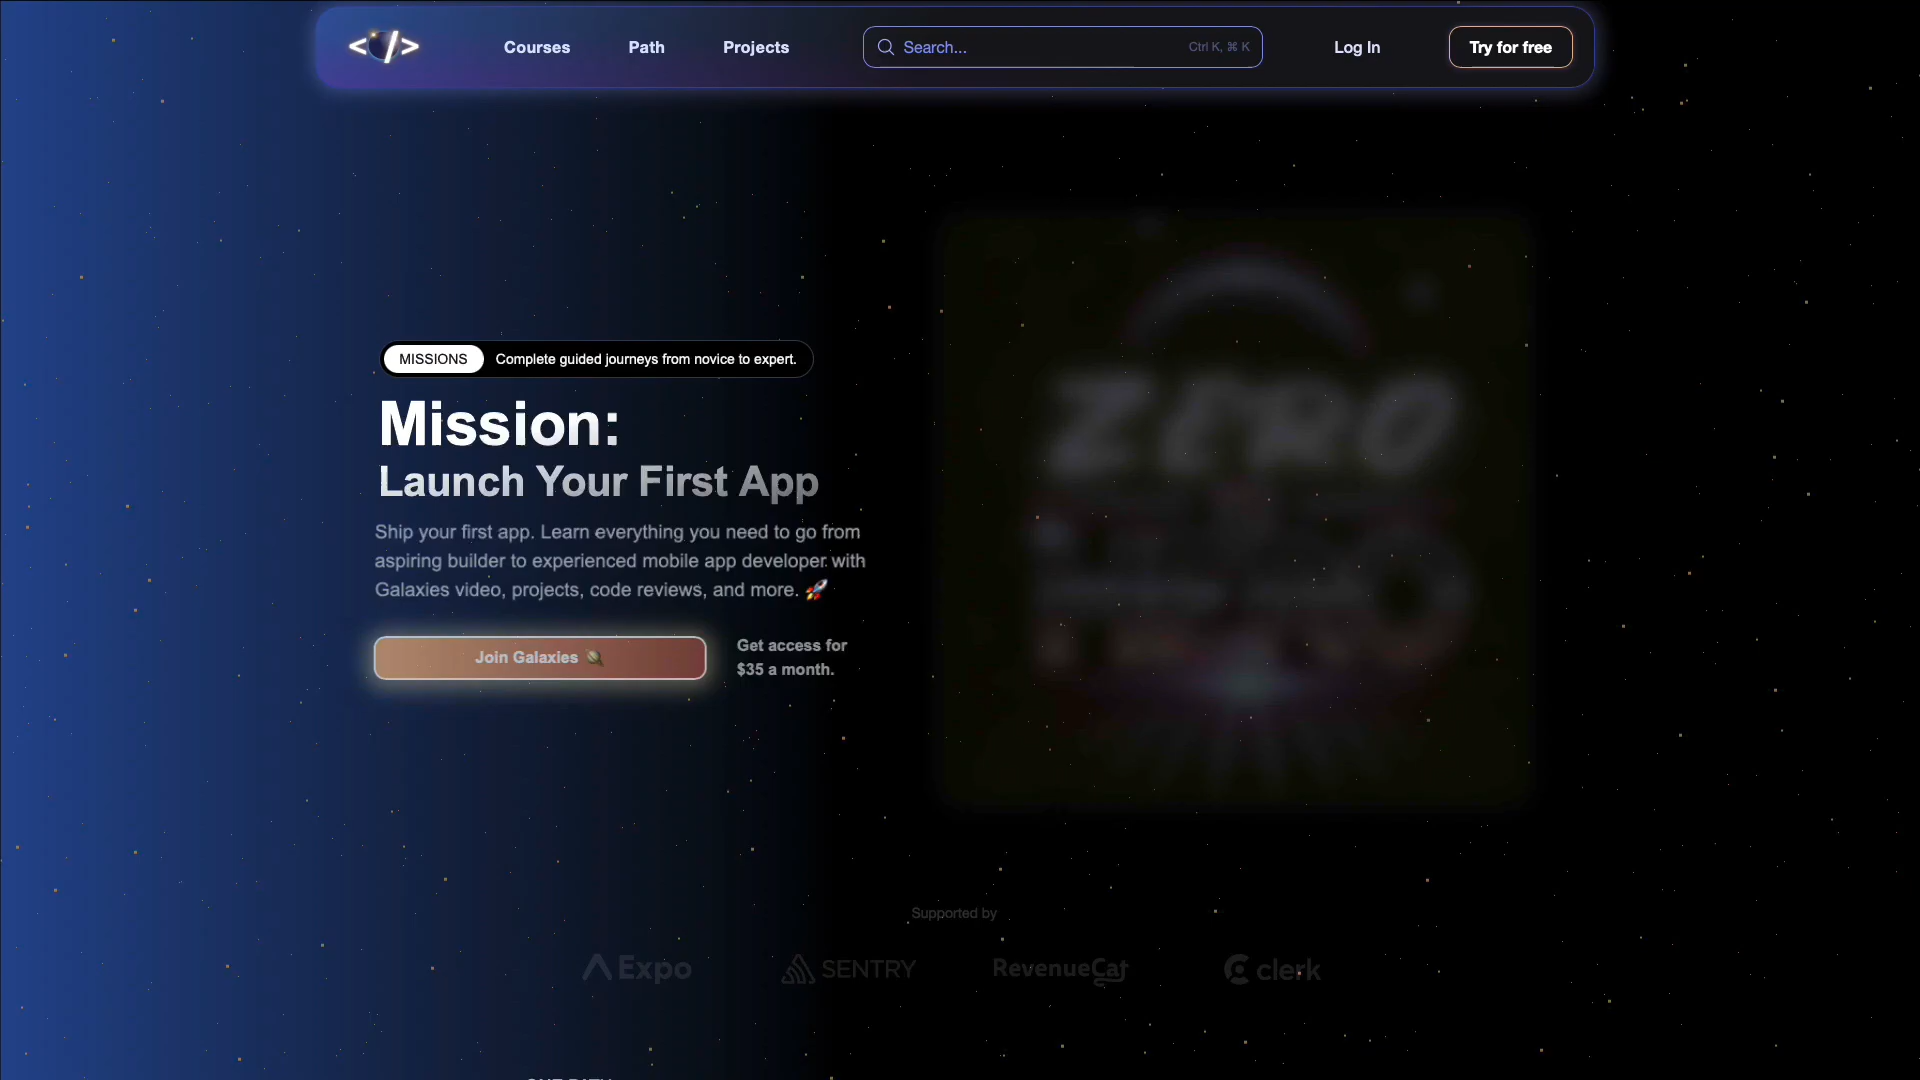 </>
Courses
Path
Projects
Search...
Ctrl K, ⌘ K
Log In
Try for free
MISSIONS Complete guided journeys from novice to expert.
Mission:
Launch Your First App
Ship your first app. Learn everything you need to go from
aspiring builder to experienced mobile app developer with
Galaxies video, projects, code reviews, and more. 🚀
Join Galaxies 🪐
Get access for
$35 a month.
ZERO
Supported by
Expo
SENTRY
RevenueCat
clerk